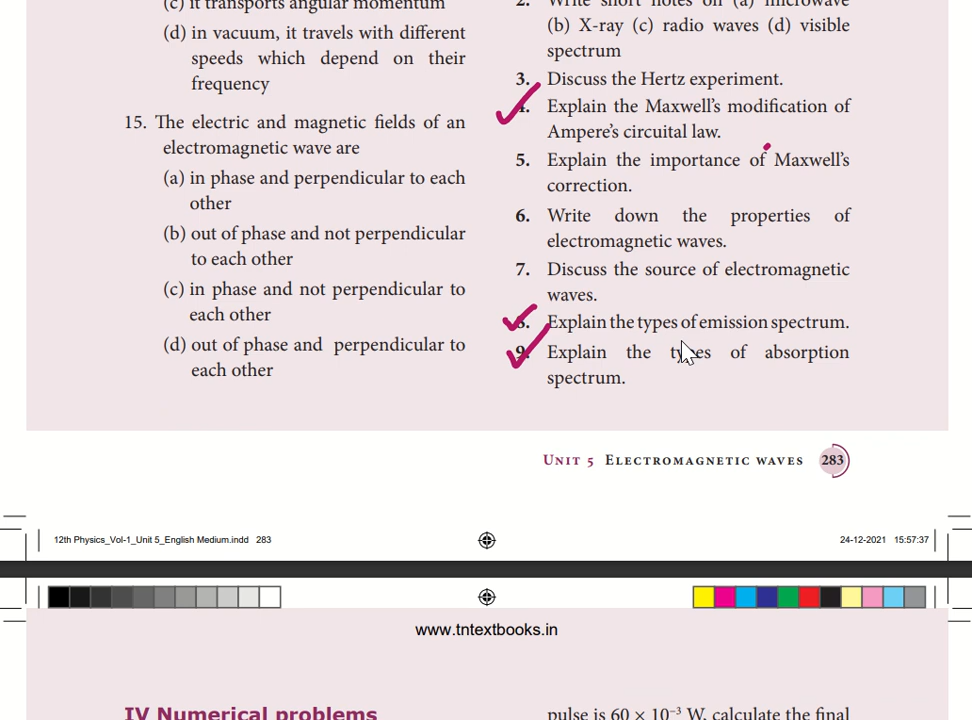 (c) it transports angular momentum
(d) in vacuum, it travels with different
speeds which depend on their
frequency
15. The electric and magnetic fields of an
electromagnetic wave are
(a) in phase and perpendicular to each
other
(b) out of phase and not perpendicular
to each other
(c) in phase and not perpendicular to
each other
(d) out of phase and perpendicular to
each other
2. Write short notes on (a) microwave
(b) X-ray (c) radio waves (d) visible
spectrum
3. Discuss the Hertz experiment.
4. Explain the Maxwell's modification of
Ampere's circuital law.
5. Explain the importance of Maxwell's
correction.
6. Write down the properties of
electromagnetic waves.
7. Discuss the source of electromagnetic
waves.
8. Explain the types of emission spectrum.
9. Explain the types of absorption
spectrum.
UNIT 5 ELECTROMAGNETIC WAVES 283
12th Physics_Vol-1_Unit 5_English Medium.indd 283
24-12-2021 15:57:37
www.tntextbooks.in
IV Numerical problems
pulse is 60 × 10⁻³ W, calculate the final